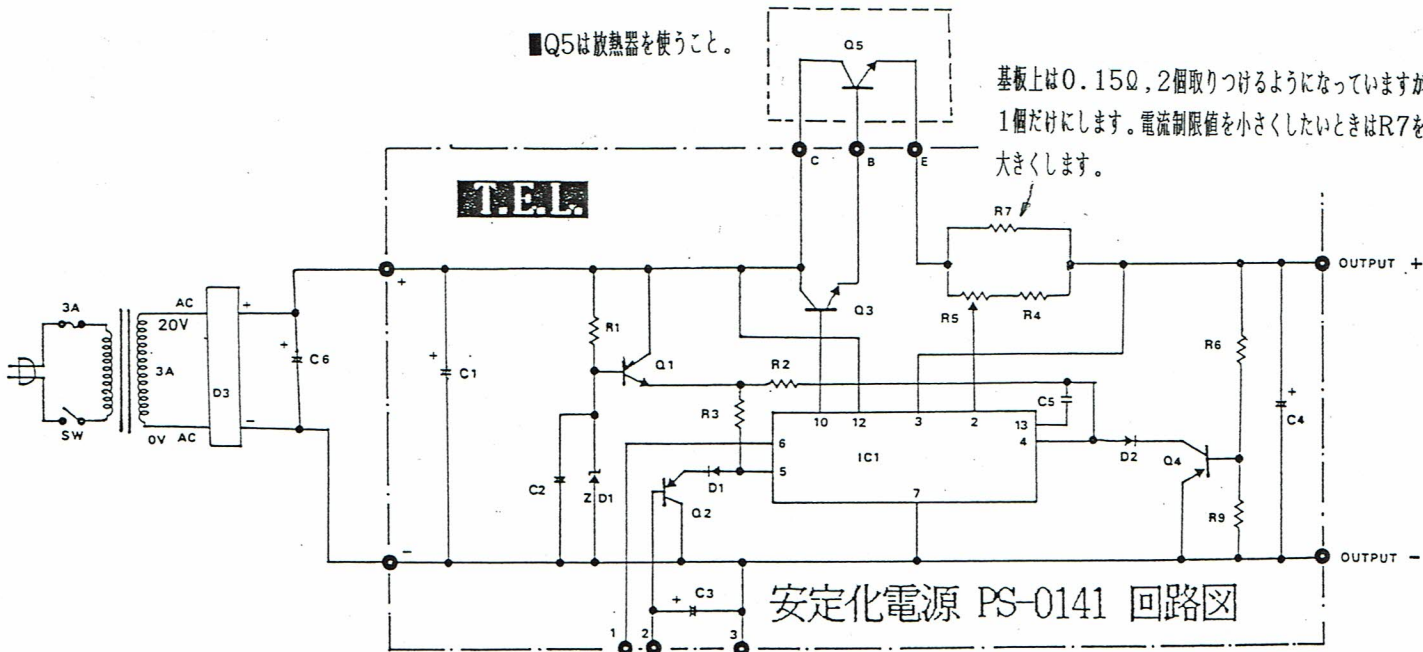 ■Q5は放熱器を使うこと。
Q5
基板上は0.15Ω,2個取りつけるようになっていますが
1個だけにします。電流制限値を小さくしたいときはR7を
大きくします。
C
B
E
T.E.L.
R7
+
OUTPUT +
3A
AC
20V
+
3A
D3
+
C6
SW
0V
AC
-
+
C1
R1
Q1
R2
R3
Q3
R5
R4
R6
C5
+
C4
10
12
3
2
13
6
4
5
IC1
7
D2
Q4
C2
Z D1
D1
Q2
R9
-
OUTPUT -
+
C3
安定化電源 PS-0141 回路図
1
2
3